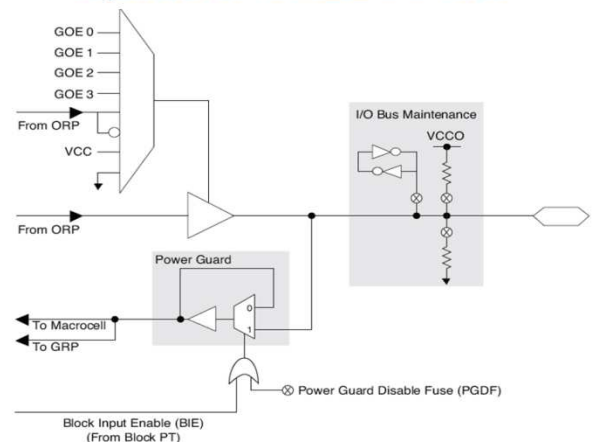 GOE 0
GOE 1
GOE 2
GOE 3
From ORP
VCC
I/O Bus Maintenance
VCCO
From ORP
Power Guard
0
1
To Macrocell
To GRP
Power Guard Disable Fuse (PGDF)
Block Input Enable (BIE)
(From Block PT)